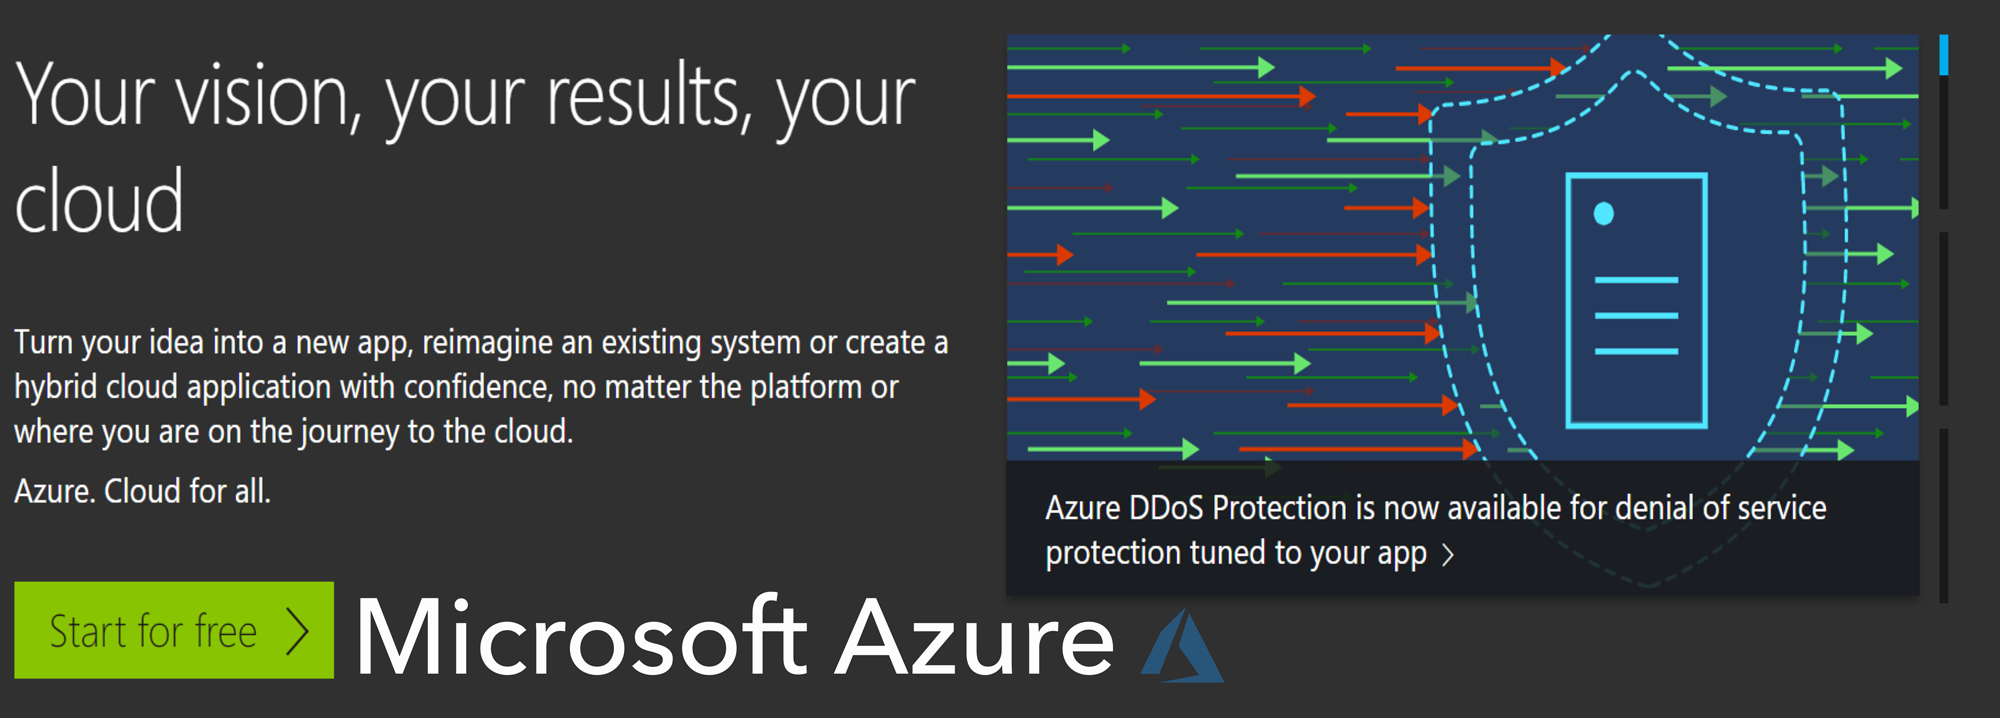 Your vision, your results, your
cloud
Turn your idea into a new app, reimagine an existing system or create a
hybrid cloud application with confidence, no matter the platform or
where you are on the journey to the cloud.
Azure. Cloud for all.
Start for free
Microsoft Azure
Azure DDoS Protection is now available for denial of service
protection tuned to your app